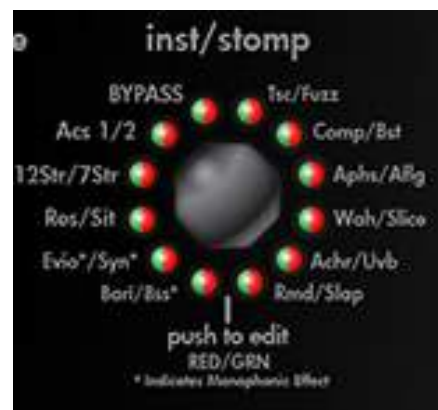 e
inst/stomp
BYPASS
Tsc/Fuzz
Acs 1/2
Comp/Bst
12Str/7Str
Aphs/Aflg
Res/Sit
Wah/Slice
Evio*/Syn*
Achr/Uvb
Bari/Bss*
Rmd/Slap
push to edit
RED/GRN
* Indicates Monophonic Effect